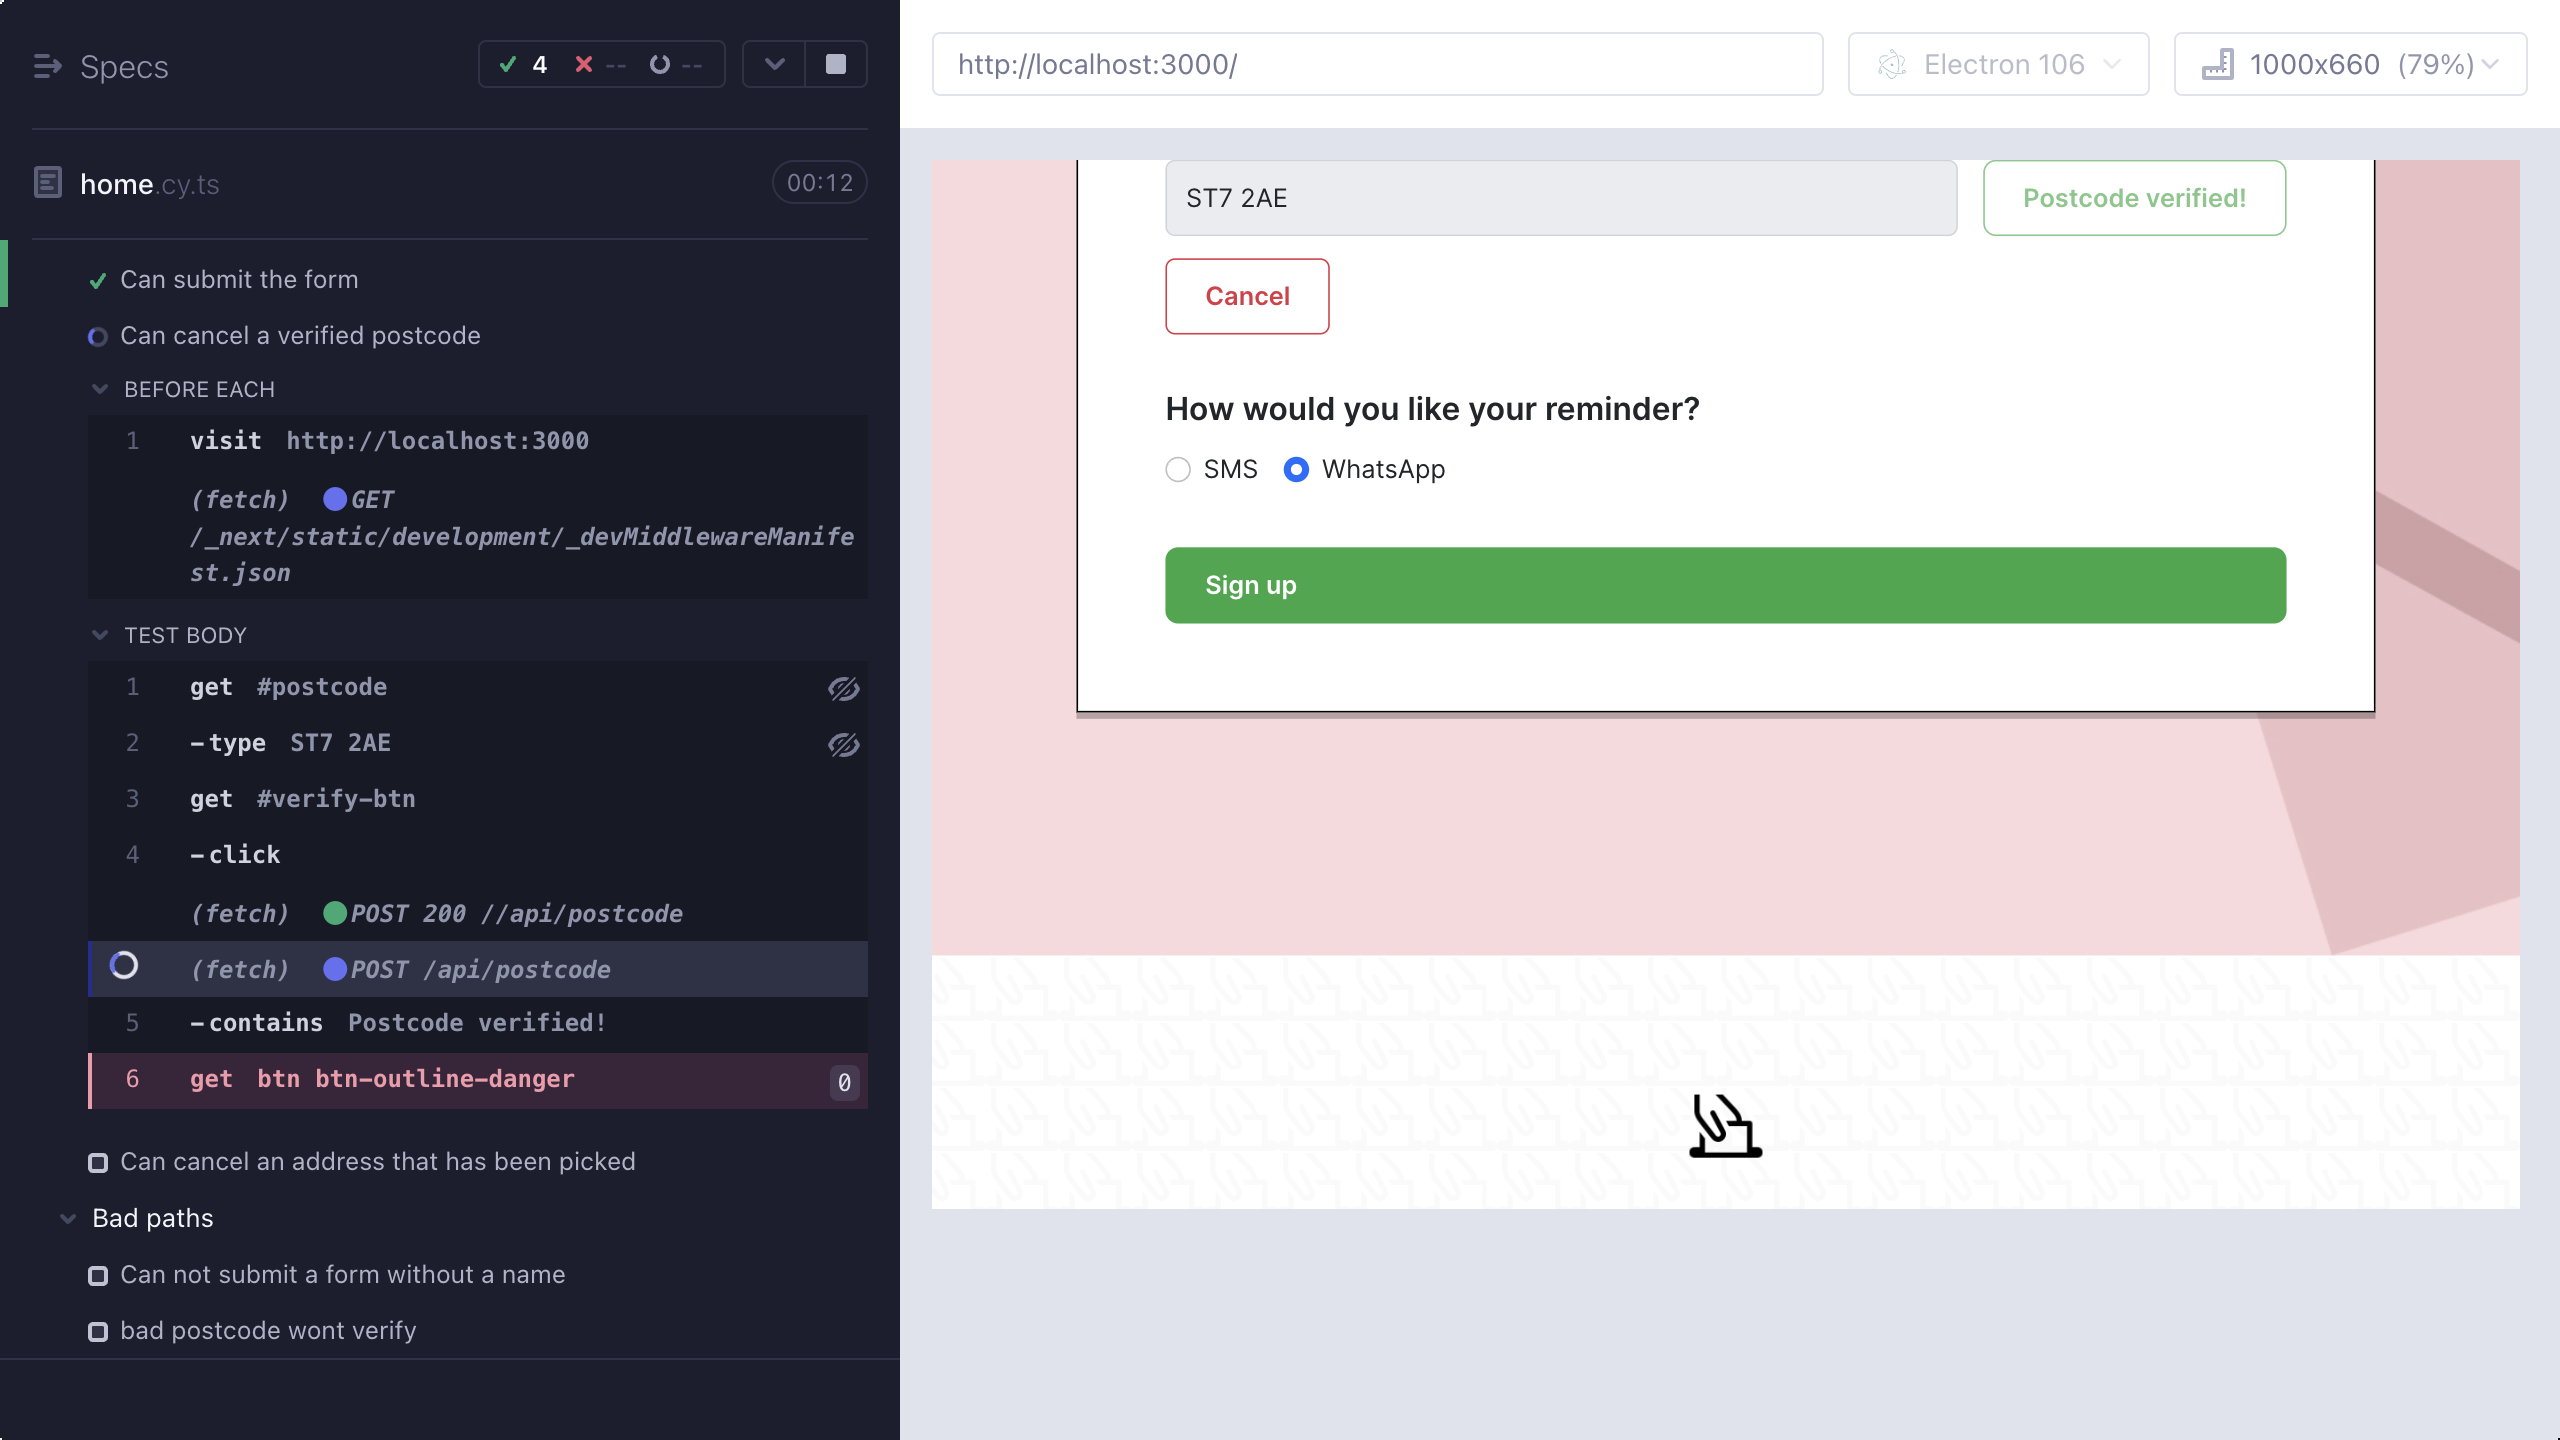 Specs
4 -- --
home.cy.ts
00:12
Can submit the form
Can cancel a verified postcode
BEFORE EACH
1 visit http://localhost:3000
(fetch) GET
/_next/static/development/_devMiddlewareManife
st.json
TEST BODY
1 get #postcode
2 -type ST7 2AE
3 get #verify-btn
4 -click
(fetch) POST 200 //api/postcode
(fetch) POST /api/postcode
5 -contains Postcode verified!
6 get btn btn-outline-danger 0
Can cancel an address that has been picked
Bad paths
Can not submit a form without a name
bad postcode wont verify
http://localhost:3000/
Electron 106
1000x660 (79%)
ST7 2AE
Postcode verified!
Cancel
How would you like your reminder?
SMS WhatsApp
Sign up